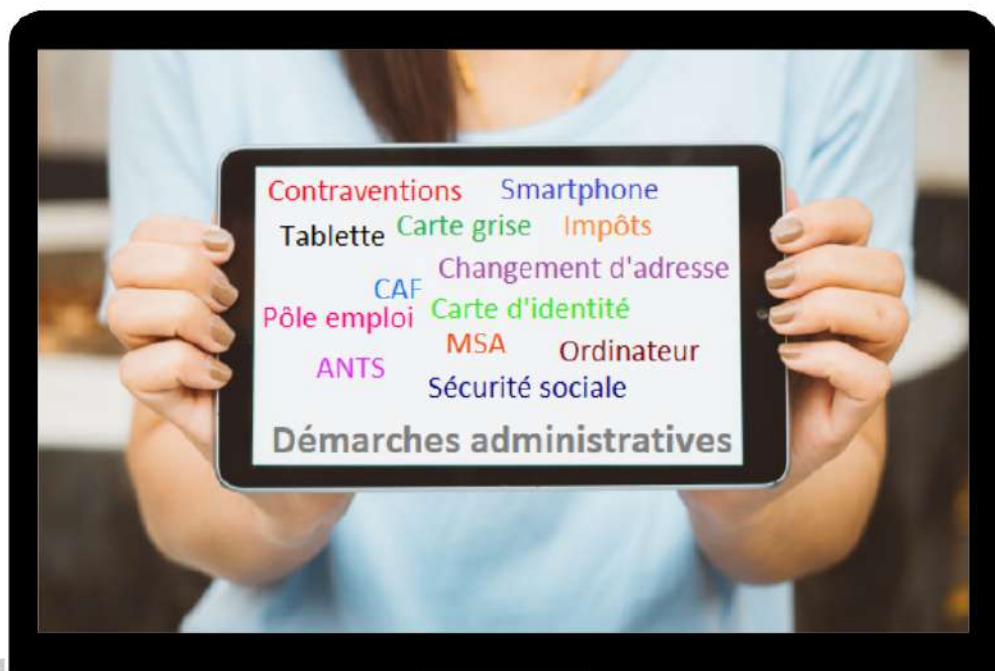 Contraventions Smartphone
Tablette Carte grise Impôts
Changement d'adresse
CAF
Pôle emploi Carte d'identité
MSA Ordinateur
ANTS
Sécurité sociale
Démarches administratives